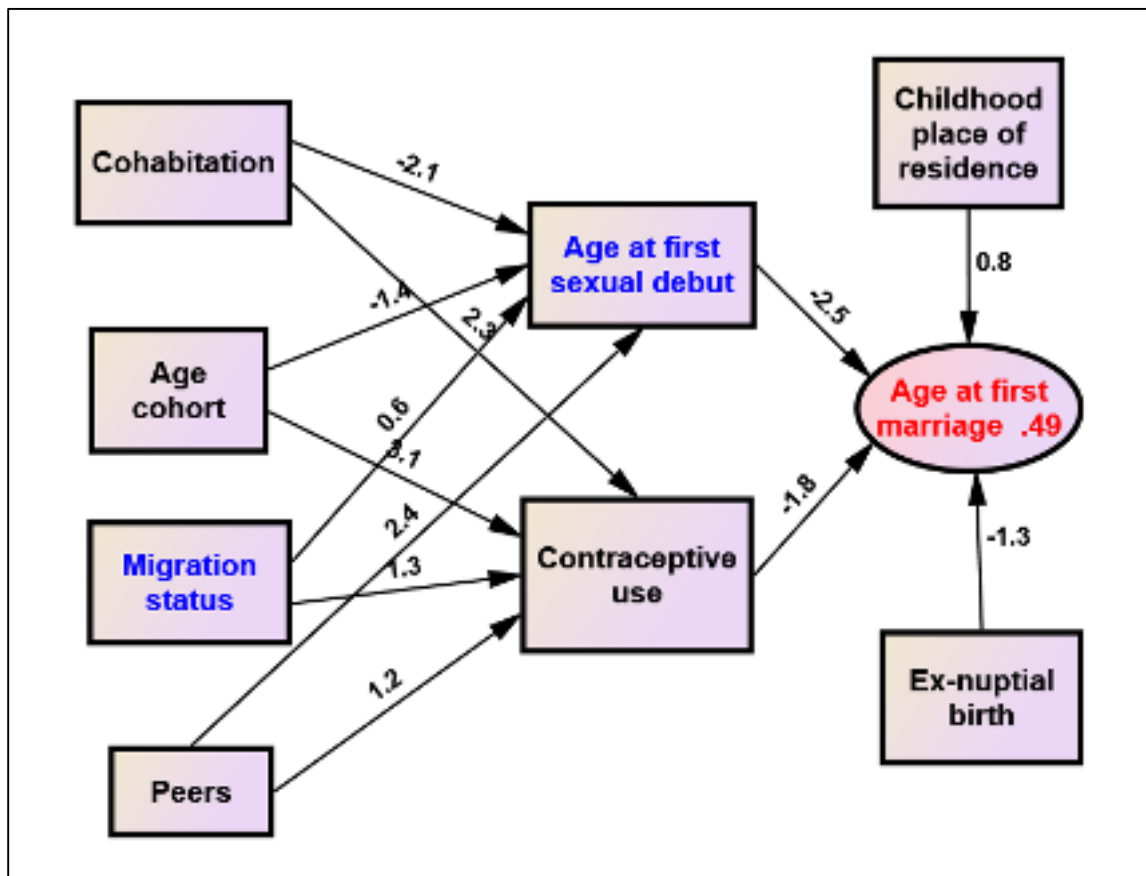 Cohabitation
-2.1
Age at first
sexual debut
Childhood
place of
residence
0.8
-1.4
2.3
-2.5
Age
cohort
0.6
3.1
Age at first
marriage .49
Migration
status
2.4
1.3
Contraceptive
use
-1.8
-1.3
1.2
Peers
Ex-nuptial
birth